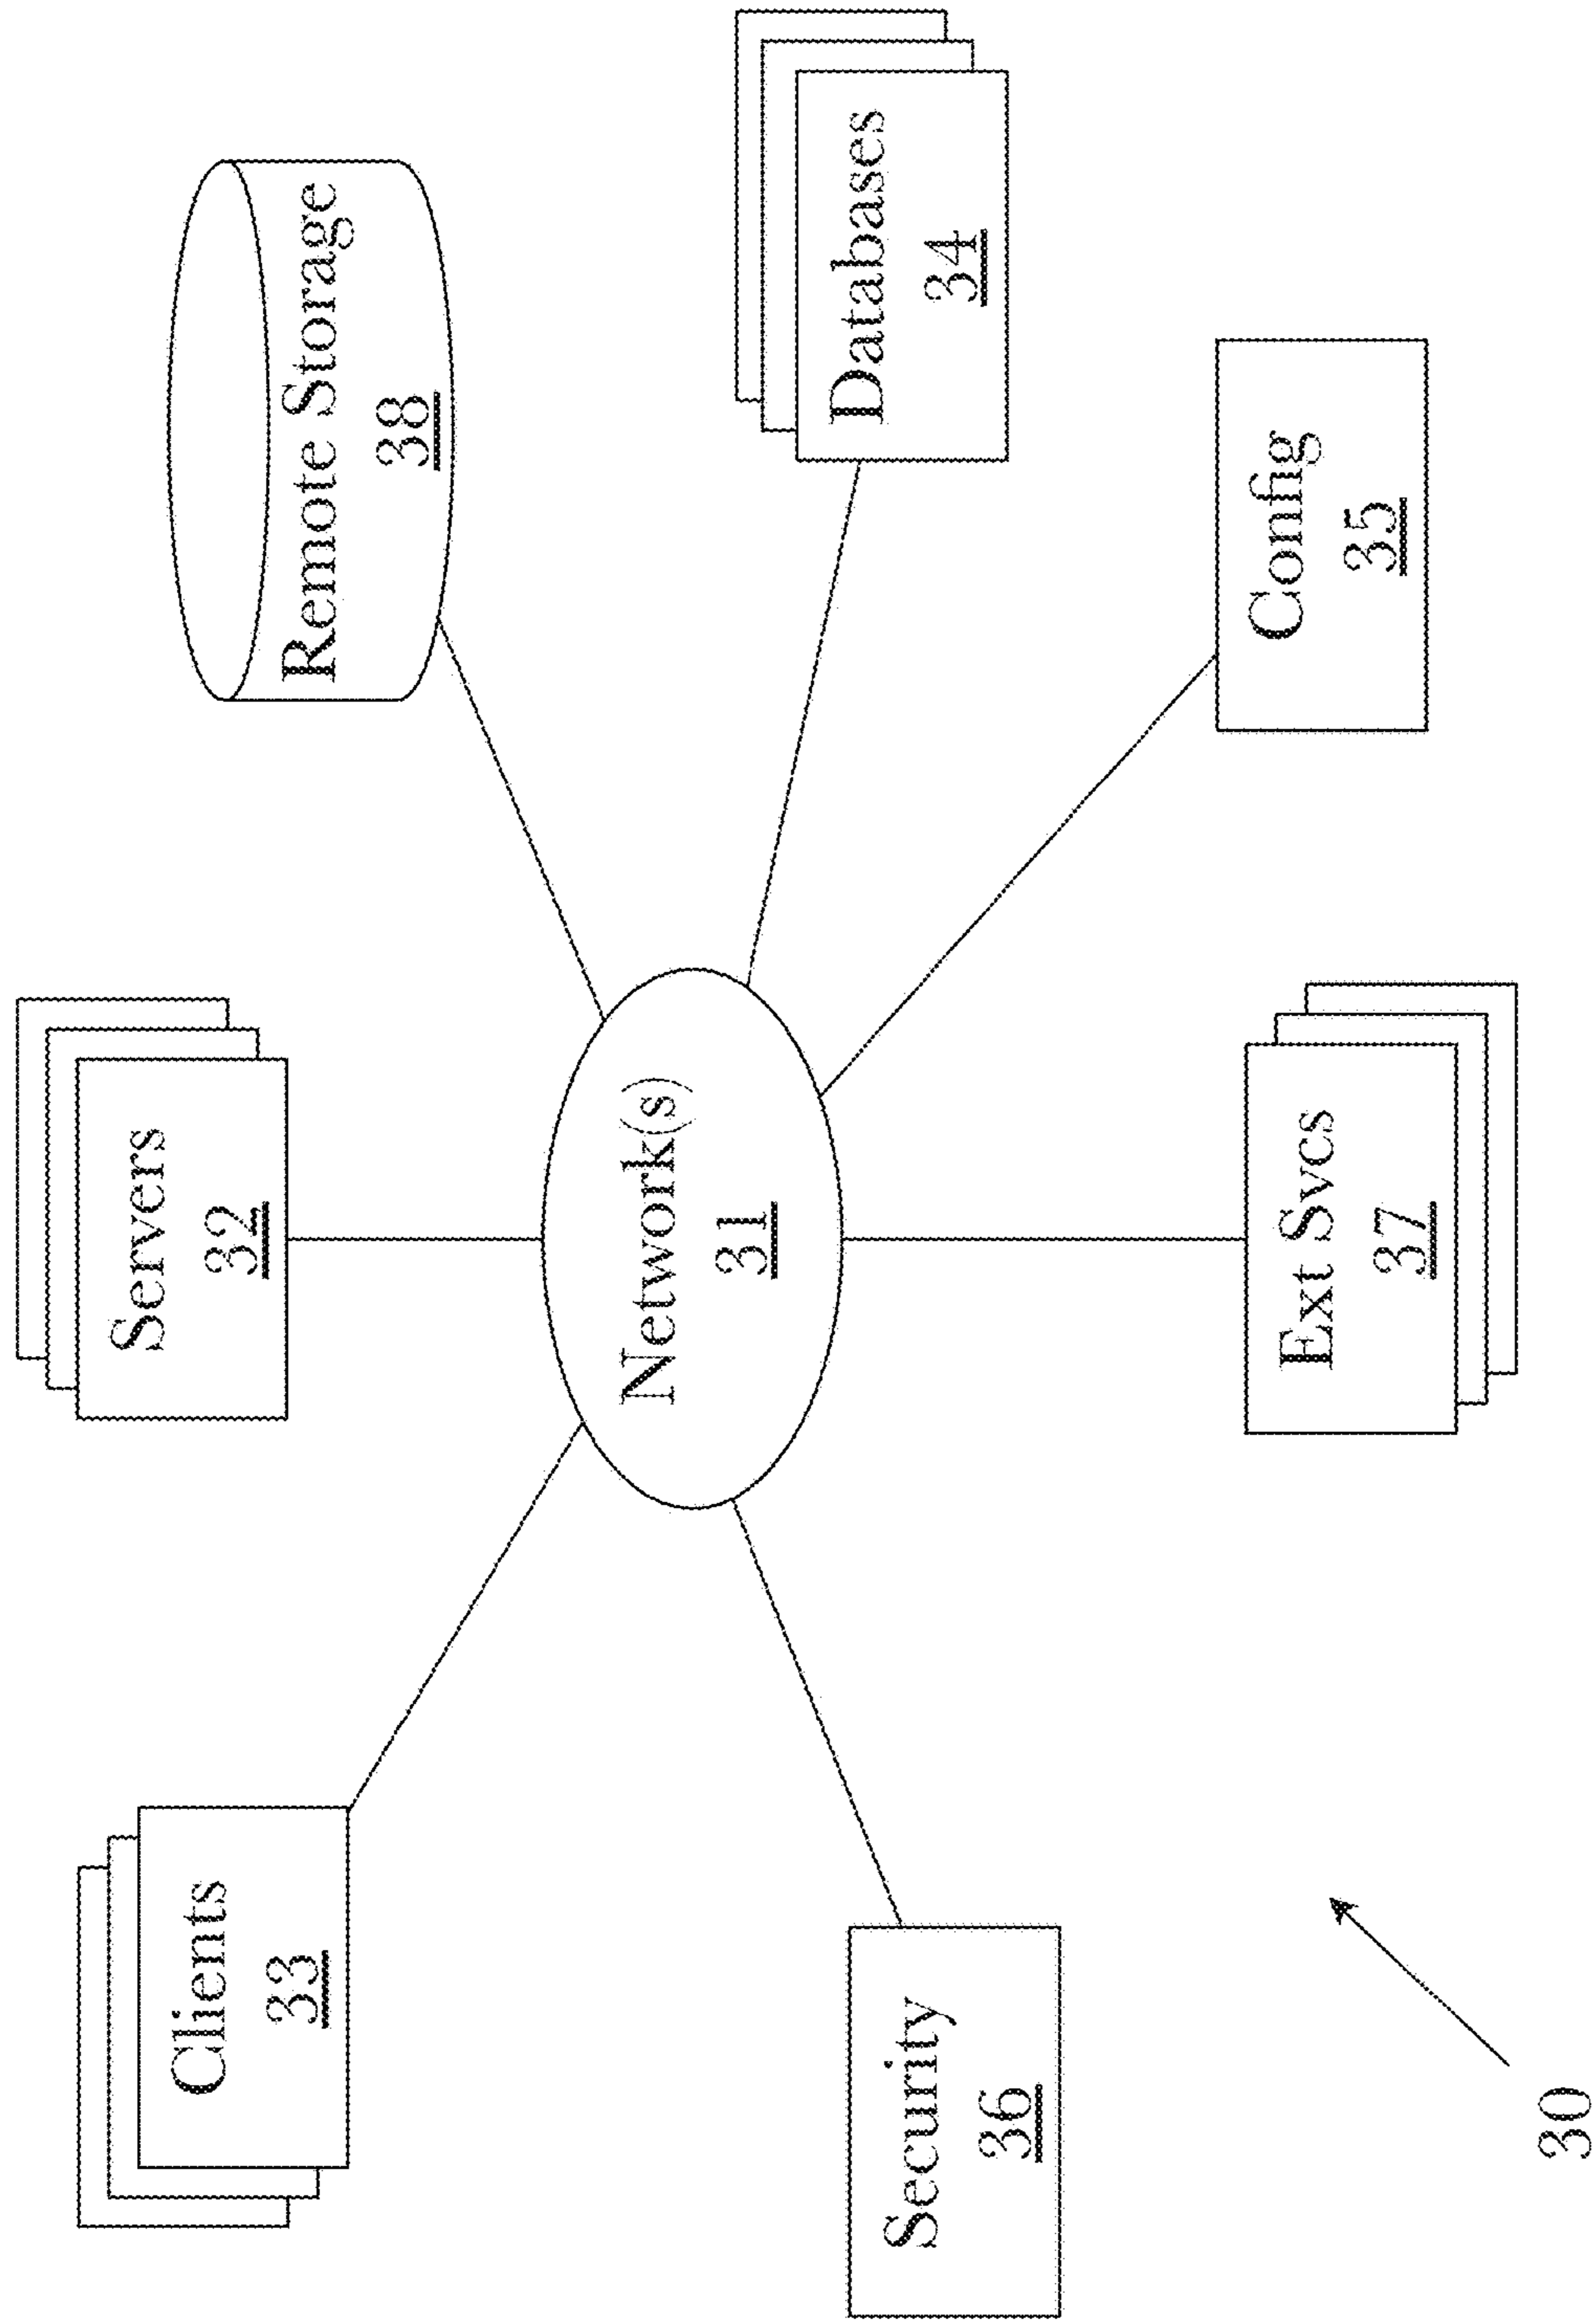 Servers
32
Clients
33
Remote Storage
38
Network(s)
31
Databases
34
Security
36
Ext Svcs
37
Config
35
30